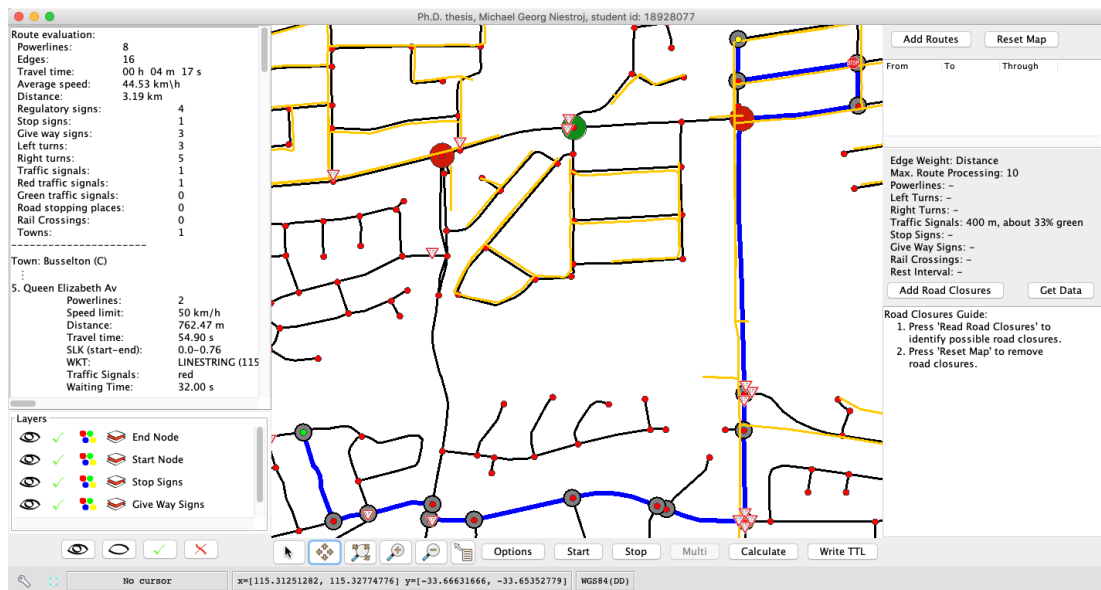 Ph.D. thesis, Michael Georg Niestroj, student id: 18928077
Route evaluation:
Powerlines: 8
Edges: 16
Travel time: 00 h 04 m 17 s
Average speed: 44.53 km\h
Distance: 3.19 km
Regulatory signs: 4
Stop signs: 1
Give way signs: 3
Left turns: 3
Right turns: 5
Traffic signals: 1
Red traffic signals: 1
Green traffic signals: 0
Road stopping places: 0
Rail Crossings: 0
Towns: 1
-----------------------
Town: Busselton (C)
⋮
5. Queen Elizabeth Av
Powerlines: 2
Speed limit: 50 km/h
Distance: 762.47 m
Travel time: 54.90 s
SLK (start-end): 0.0-0.76
WKT: LINESTRING (115
Traffic Signals: red
Waiting Time: 32.00 s
Layers
End Node
Start Node
Stop Signs
Give Way Signs
Add Routes Reset Map
From To Through
Edge Weight: Distance
Max. Route Processing: 10
Powerlines: –
Left Turns: –
Right Turns: –
Traffic Signals: 400 m, about 33% green
Stop Signs: –
Give Way Signs: –
Rail Crossings: –
Rest Interval: –
Add Road Closures Get Data
Road Closures Guide:
1. Press 'Read Road Closures' to
identify possible road closures.
2. Press 'Reset Map' to remove
road closures.
Options Start Stop Multi Calculate Write TTL
No cursor x=[115.31251282, 115.32774776] y=[-33.66631666, -33.65352779] WGS84(DD)